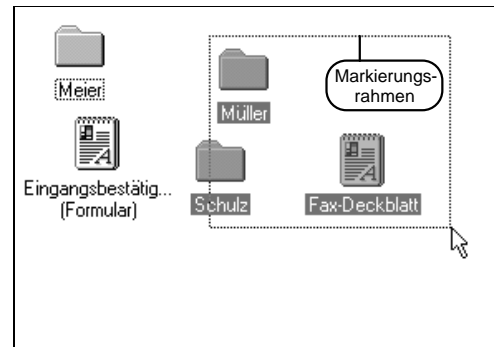 Meier
Markierungs-
rahmen
Müller
Eingangsbestätig...
(Formular)
Schulz
Fax-Deckblatt